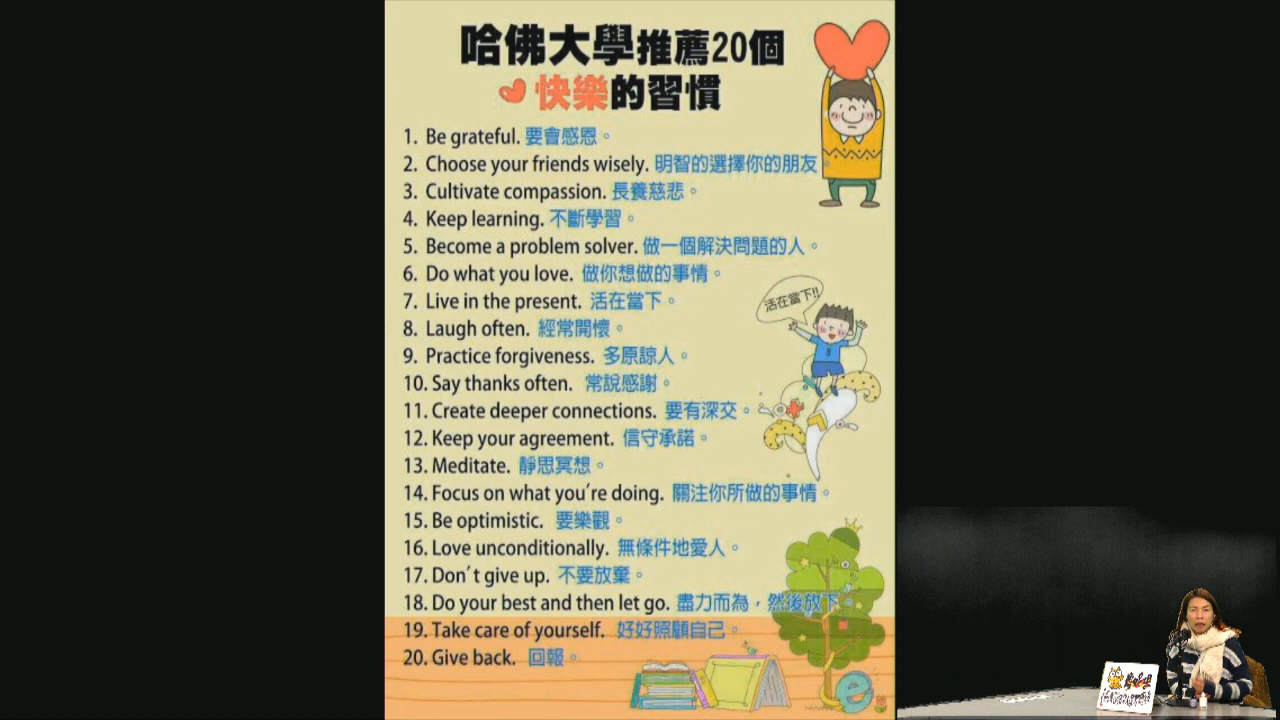 哈佛大學推薦20個
快樂的習慣
1. Be grateful. 要會感恩。
2. Choose your friends wisely. 明智的選擇你的朋友。
3. Cultivate compassion. 長養慈悲。
4. Keep learning. 不斷學習。
5. Become a problem solver. 做一個解決問題的人。
6. Do what you love. 做你想做的事情。
7. Live in the present. 活在當下。
活在當下!!
8. Laugh often. 經常開懷。
9. Practice forgiveness. 多原諒人。
10. Say thanks often. 常說感謝。
11. Create deeper connections. 要有深交。
12. Keep your agreement. 信守承諾。
13. Meditate. 靜思冥想。
14. Focus on what you're doing. 關注你所做的事情。
15. Be optimistic. 要樂觀。
16. Love unconditionally. 無條件地愛人。
17. Don't give up. 不要放棄。
18. Do your best and then let go. 盡力而為，然後放下。
19. Take care of yourself. 好好照顧自己。
20. Give back. 回報。